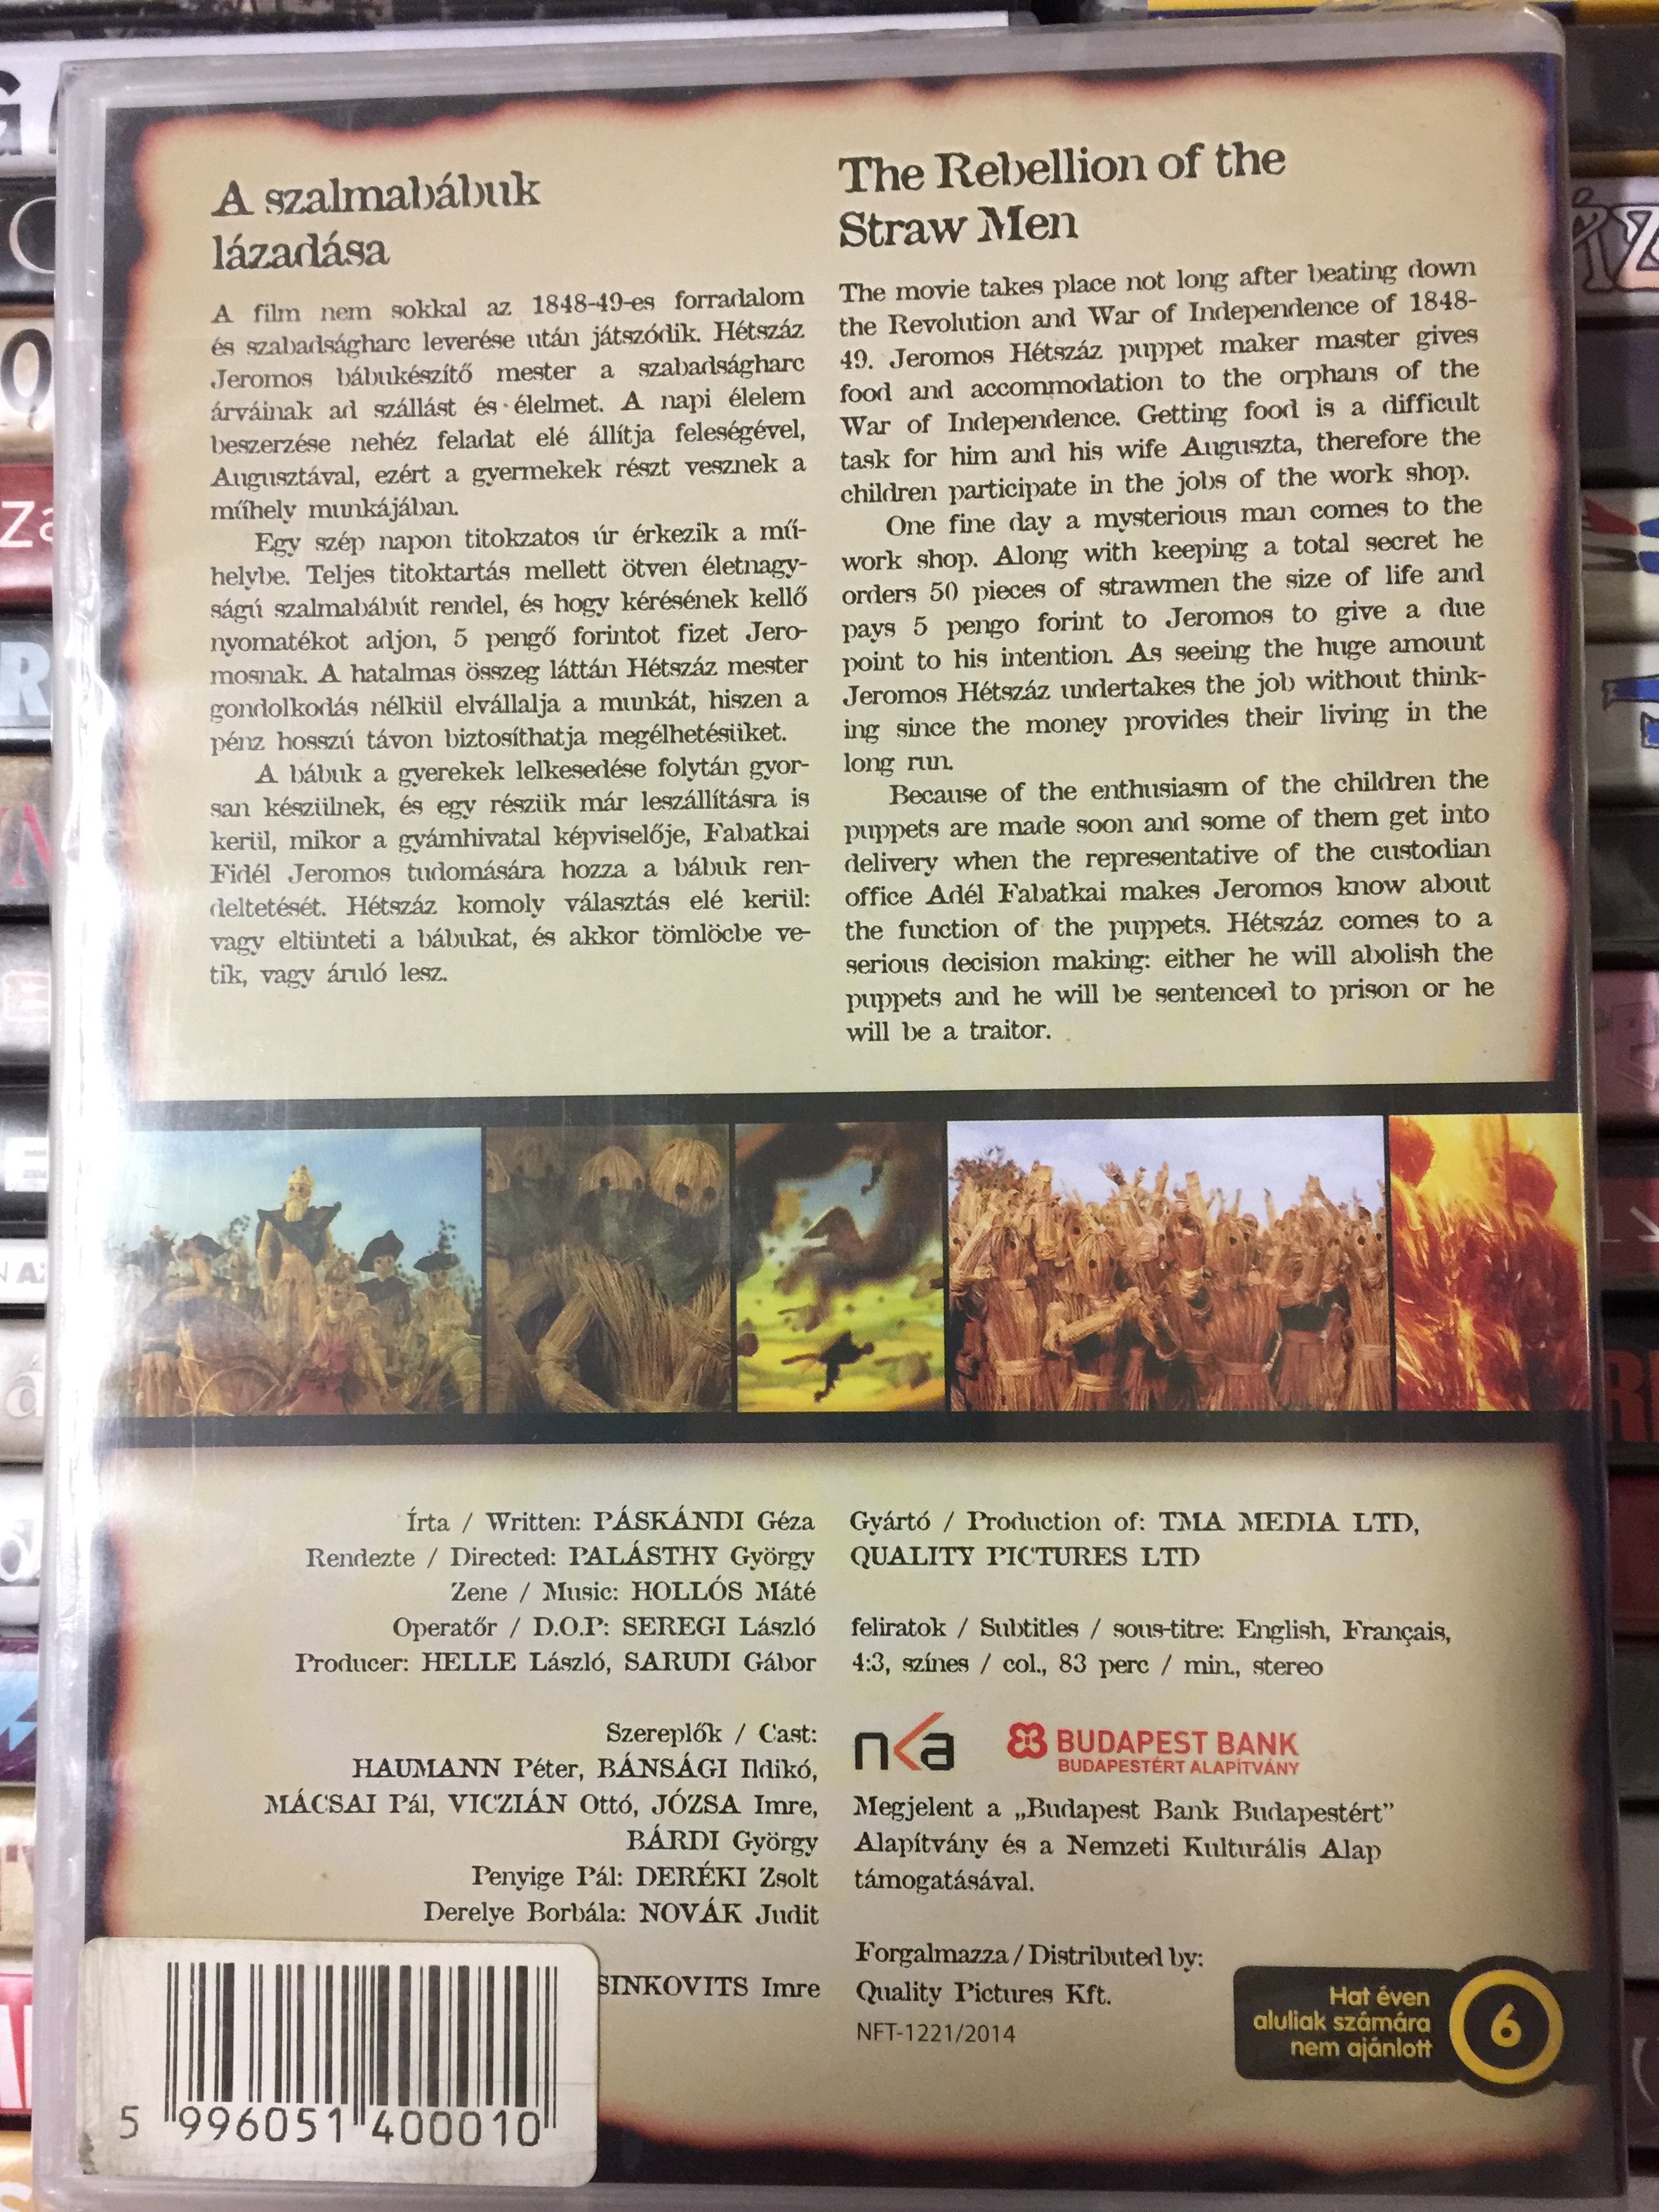 A szalmabábuk
lázadása
A film nem sokkal az 1848-49-es forradalom
és szabadságharc leverése után játszódik. Hétszáz
Jeromos bábukészítő mester a szabadságharc
árváinak ad szállást és élelmet. A napi élelem
beszerzése nehéz feladat elé állítja feleségével,
Augusztával, ezért a gyermekek részt vesznek a
műhely munkájában.
Egy szép napon titokzatos úr érkezik a mű-
helybe. Teljes titoktartás mellett ötven életnagy-
ságú szalmabábút rendel, és hogy kérésének kellő
nyomatékot adjon, 5 pengő forintot fizet Jero-
mosnak. A hatalmas összeg láttán Hétszáz mester
gondolkodás nélkül elvállalja a munkát, hiszen a
pénz hosszú távon biztosíthatja megélhetésüket.
A bábuk a gyerekek lelkesedése folytán gyor-
san készülnek, és egy részük már leszállításra is
kerül, mikor a gyámhivatal képviselője, Fabatkai
Fidél Jeromos tudomására hozza a bábuk ren-
deltetését. Hétszáz komoly választás elé kerül:
vagy eltünteti a bábukat, és akkor tömlöcbe ve-
tik, vagy áruló lesz.
The Rebellion of the
Straw Men
The movie takes place not long after beating down
the Revolution and War of Independence of 1848-
49. Jeromos Hétszáz puppet maker master gives
food and accommodation to the orphans of the
War of Independence. Getting food is a difficult
task for him and his wife Auguszta, therefore the
children participate in the jobs of the work shop.
One fine day a mysterious man comes to the
work shop. Along with keeping a total secret he
orders 50 pieces of strawmen the size of life and
pays 5 pengo forint to Jeromos to give a due
point to his intention. As seeing the huge amount
Jeromos Hétszáz undertakes the job without think-
ing since the money provides their living in the
long run.
Because of the enthusiasm of the children the
puppets are made soon and some of them get into
delivery when the representative of the custodian
office Adél Fabatkai makes Jeromos know about
the function of the puppets. Hétszáz comes to a
serious decision making: either he will abolish the
puppets and he will be sentenced to prison or he
will be a traitor.
Írta / Written: PÁSKÁNDI Géza
Rendezte / Directed: PALÁSTHY György
Zene / Music: HOLLÓS Máté
Operatőr / D.O.P: SEREGI László
Producer: HELLE László, SARUDI Gábor
Szereplők / Cast:
HAUMANN Péter, BÁNSÁGI Ildikó,
MÁCSAI Pál, VICZIÁN Ottó, JÓZSA Imre,
BÁRDI György
Penyige Pál: DERÉKI Zsolt
Derelye Borbála: NOVÁK Judit
SINKOVITS Imre
5 996051 400010
Gyártó / Production of: TMA MEDIA LTD,
QUALITY PICTURES LTD
feliratok / Subtitles / sous-titre: English, Français,
4:3, színes / col., 83 perc / min., stereo
nka
BUDAPEST BANK
BUDAPESTÉRT ALAPÍTVÁNY
Megjelent a „Budapest Bank Budapestért”
Alapítvány és a Nemzeti Kulturális Alap
támogatásával.
Forgalmazza / Distributed by:
Quality Pictures Kft.
NFT-1221/2014
Hat éven
aluliak számára
nem ajánlott
6